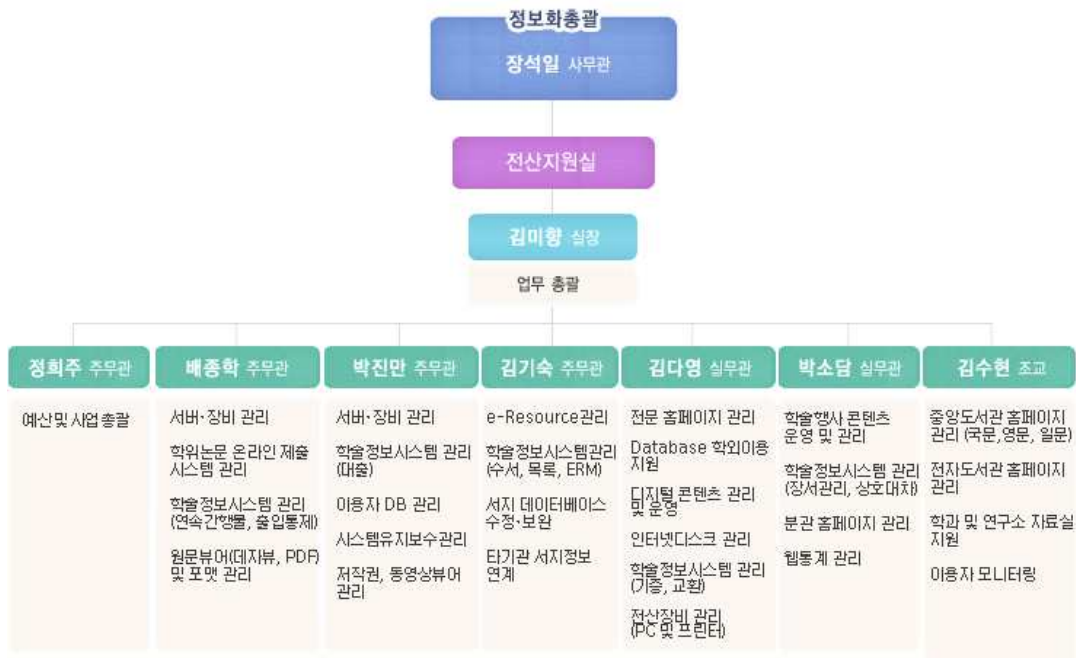 정보화총괄
장석일 사무관
전산지원실
김미향 실장
업무 총괄
정희주 주무관
예산및 사업 총괄
배종학 주무관
서버·장비 관리
학위논문 온라인 제출
시스템 관리
학술정보시스템 관리
(연속간행물, 출입통제)
원문뷰어(데자뷰, PDF)
및 포맷 관리
박진만 주무관
서버·장비 관리
학술정보시스템 관리
(대출)
이용자 DB 관리
시스템유지보수관리
저작권, 동영상뷰어
관리
김기숙 주무관
e-Resource관리
학술정보시스템관리
(수서, 목록, ERM)
서지 데이터베이스
수정·보완
타기관 서지정보
연계
김다영 실무관
전문 홈페이지 관리
Database 학외이용
지원
디지털 콘텐츠 관리
및 운영
인터넷디스크 관리
학술정보시스템 관리
(기증, 교환)
전산장비 관리
(PC 및 프린터)
박소담 실무관
학술행사 콘텐츠
운영 및 관리
학술정보시스템 관리
(장서관리, 상호대차)
분관 홈페이지 관리
웹통계 관리
김수현 조교
중앙도서관 홈페이지
관리 (국문,영문, 일문)
전자도서관 홈페이지
관리
학과 및 연구소 자료실
지원
이용자 모니터링